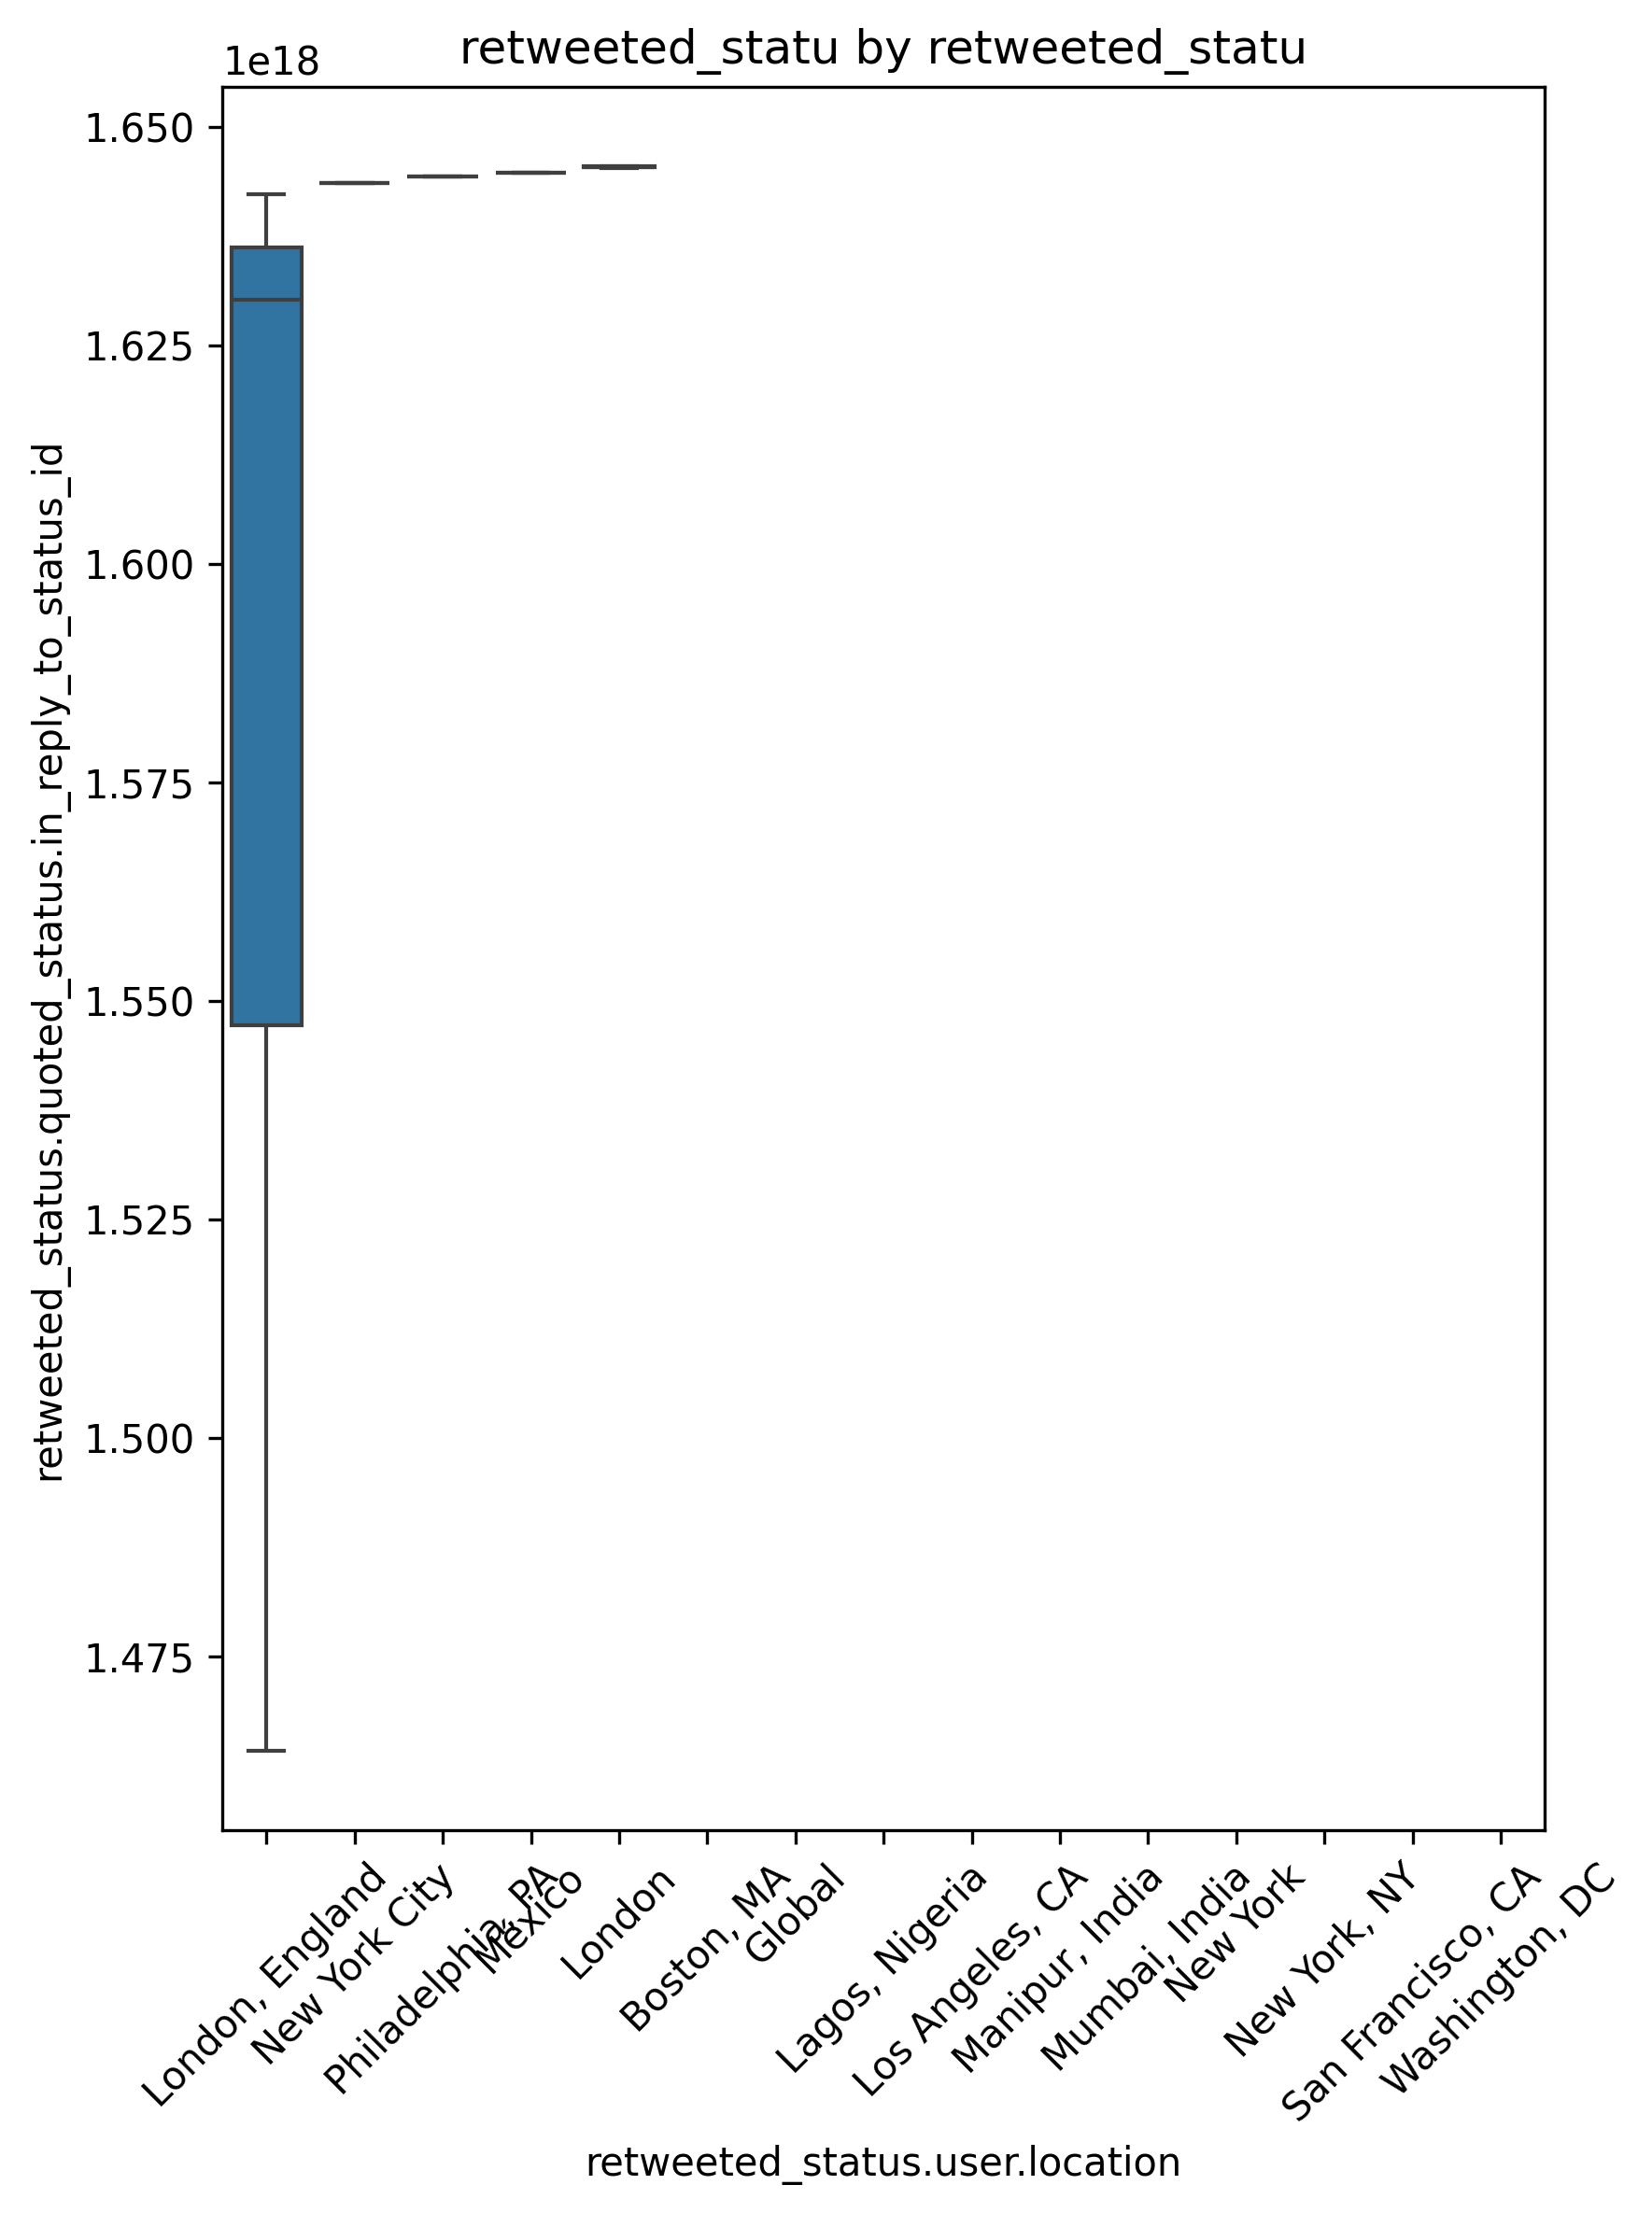 retweeted_statu by retweeted_statu
1e18
1.650
1.625
1.600
1.575
1.550
1.525
1.500
1.475
retweeted_status.quoted_status.in_reply_to_status_id
London, England
New York City
Philadelphia, PA
Mexico
London
Boston, MA
Global
Lagos, Nigeria
Los Angeles, CA
Manipur, India
Mumbai, India
New York
New York, NY
San Francisco, CA
Washington, DC
retweeted_status.user.location